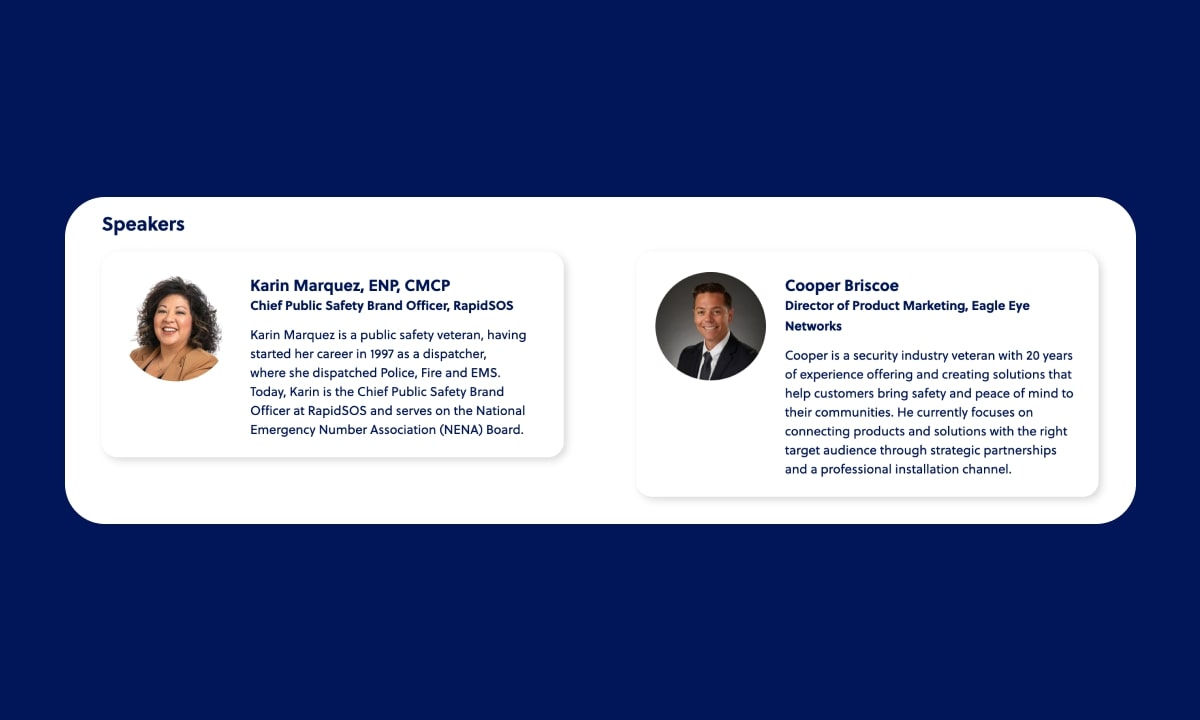 Speakers
Karin Marquez, ENP, CMCP
Chief Public Safety Brand Officer, RapidSOS
Karin Marquez is a public safety veteran, having
started her career in 1997 as a dispatcher,
where she dispatched Police, Fire and EMS.
Today, Karin is the Chief Public Safety Brand
Officer at RapidSOS and serves on the National
Emergency Number Association (NENA) Board.
Cooper Briscoe
Director of Product Marketing, Eagle Eye
Networks
Cooper is a security industry veteran with 20 years
of experience offering and creating solutions that
help customers bring safety and peace of mind to
their communities. He currently focuses on
connecting products and solutions with the right
target audience through strategic partnerships
and a professional installation channel.